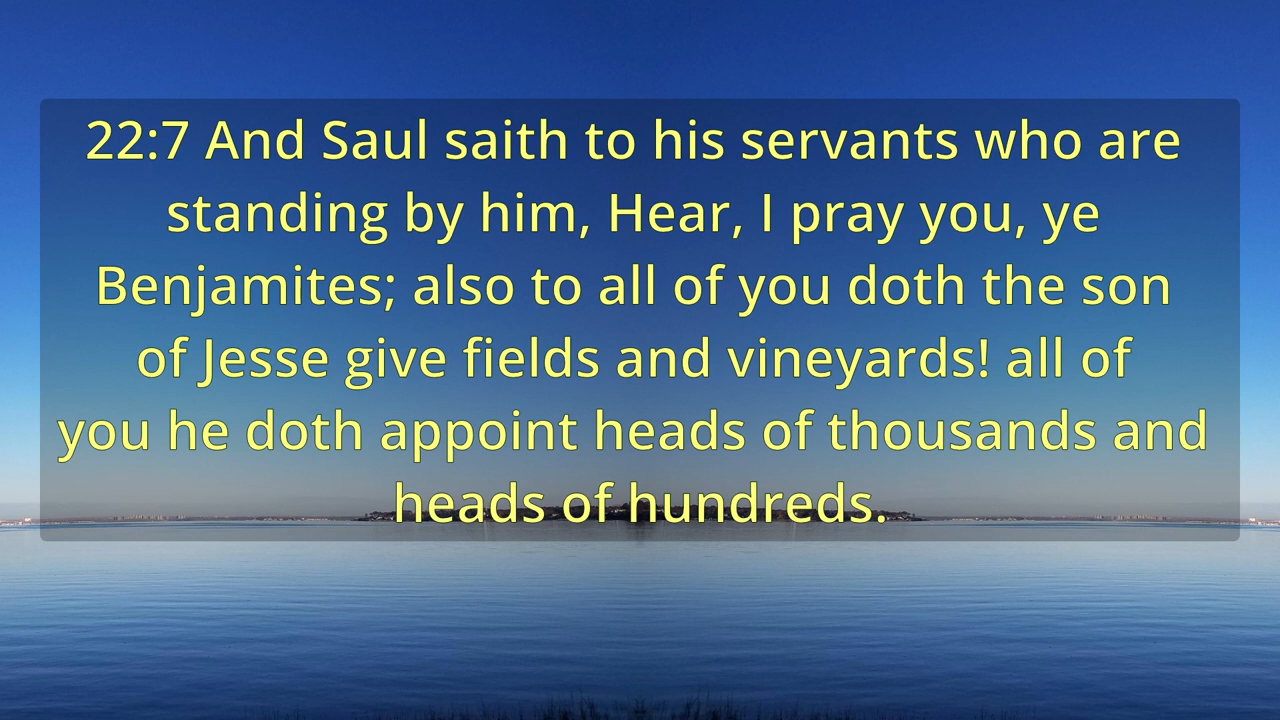 22:7 And Saul saith to his servants who are
standing by him, Hear, I pray you, ye
Benjamites; also to all of you doth the son
of Jesse give fields and vineyards! all of
you he doth appoint heads of thousands and
heads of hundreds.